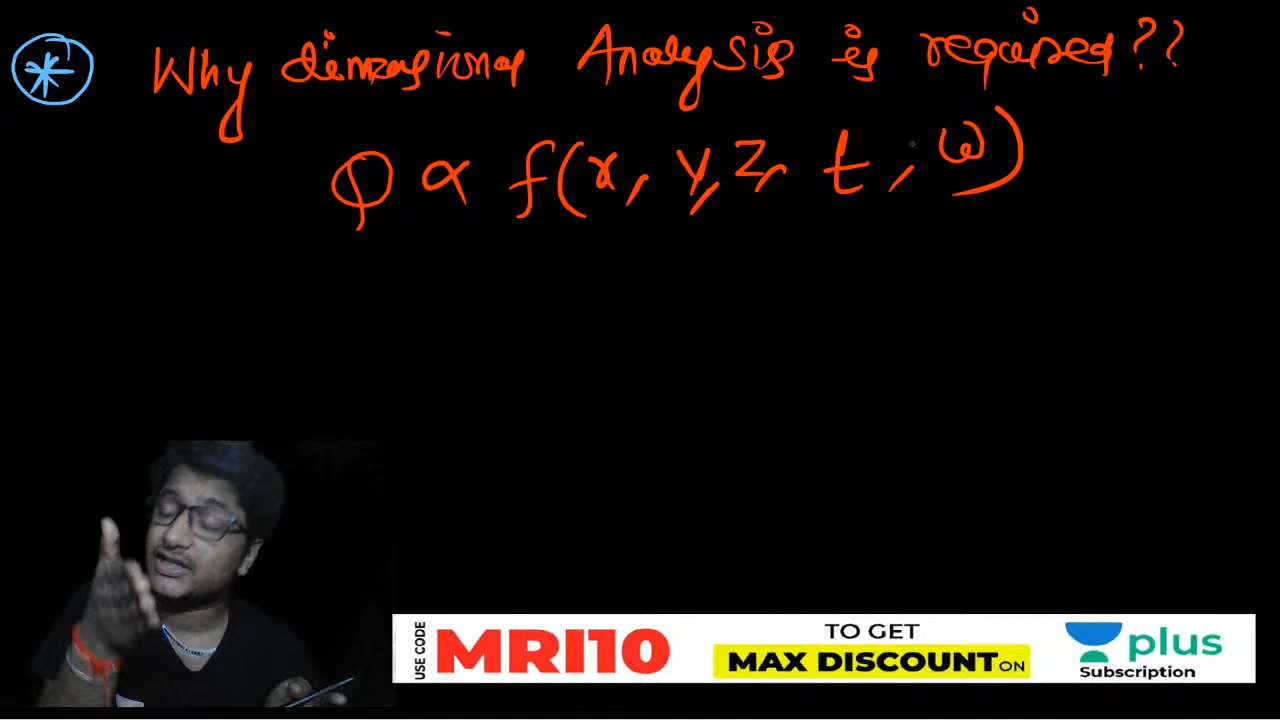 Why dimensional Analysis is required??
φ ∝ f(x, y, z, t, ω)
USE CODE
MRI10
TO GET
MAX DISCOUNT ON
plus
Subscription